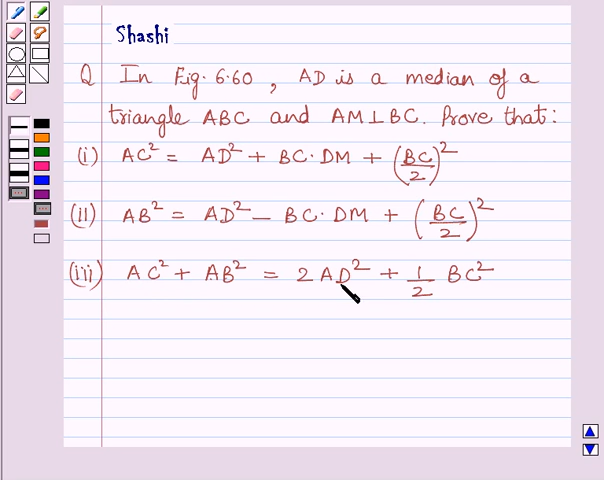 Shashi
Q In Fig. 6.60 , AD is a median of a
triangle ABC and AM⊥BC. Prove that:
(i) AC² = AD² + BC·DM + (BC/2)²
(ii) AB² = AD² − BC·DM + (BC/2)²
(iii) AC² + AB² = 2AD² + 1/2 BC²